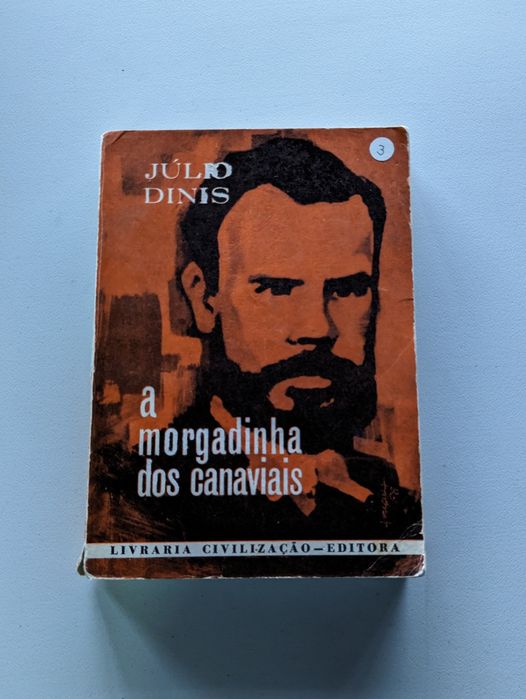 3
JÚLIO
DINIS
a
morgadinha
dos canaviais
LIVRARIA CIVILIZAÇÃO—EDITORA